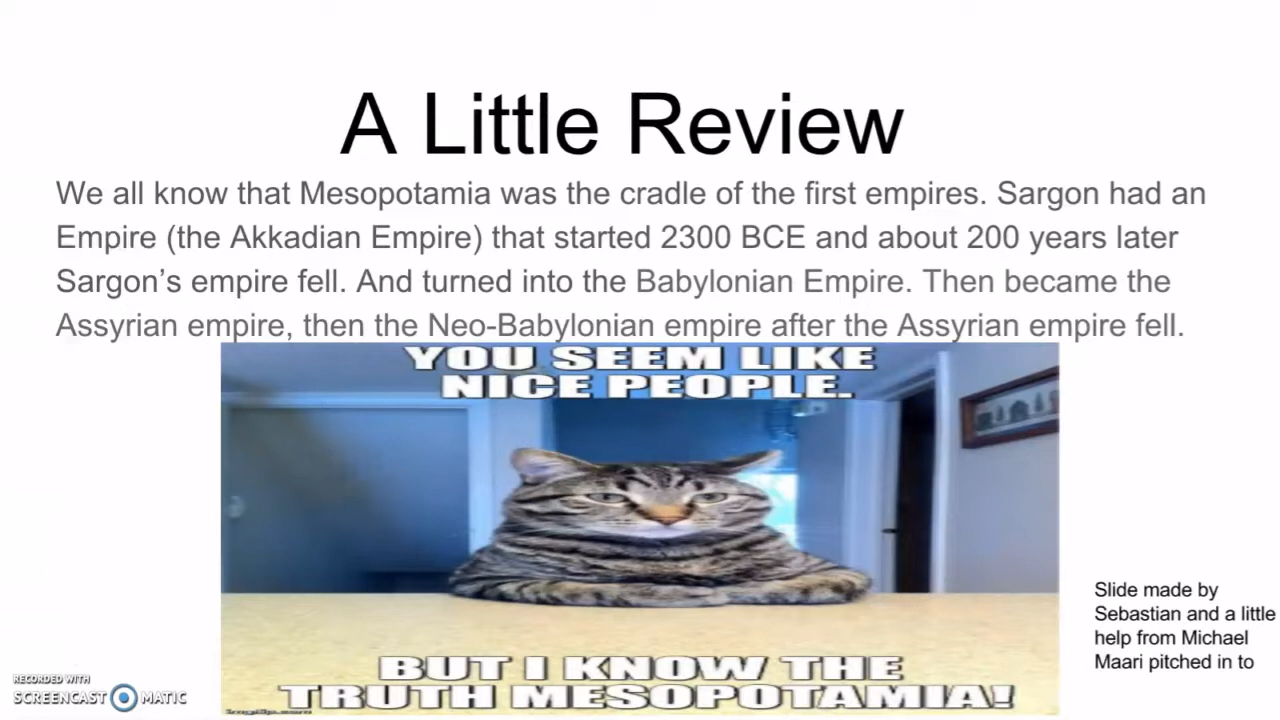 A Little Review
We all know that Mesopotamia was the cradle of the first empires. Sargon had an
Empire (the Akkadian Empire) that started 2300 BCE and about 200 years later
Sargon’s empire fell. And turned into the Babylonian Empire. Then became the
Assyrian empire, then the Neo-Babylonian empire after the Assyrian empire fell.
YOU SEEM LIKE
NICE PEOPLE.
BUT I KNOW THE
TRUTH MESOPOTAMIA!
Slide made by
Sebastian and a little
help from Michael
Maari pitched in to
RECORDED WITH
SCREENCAST MATIC